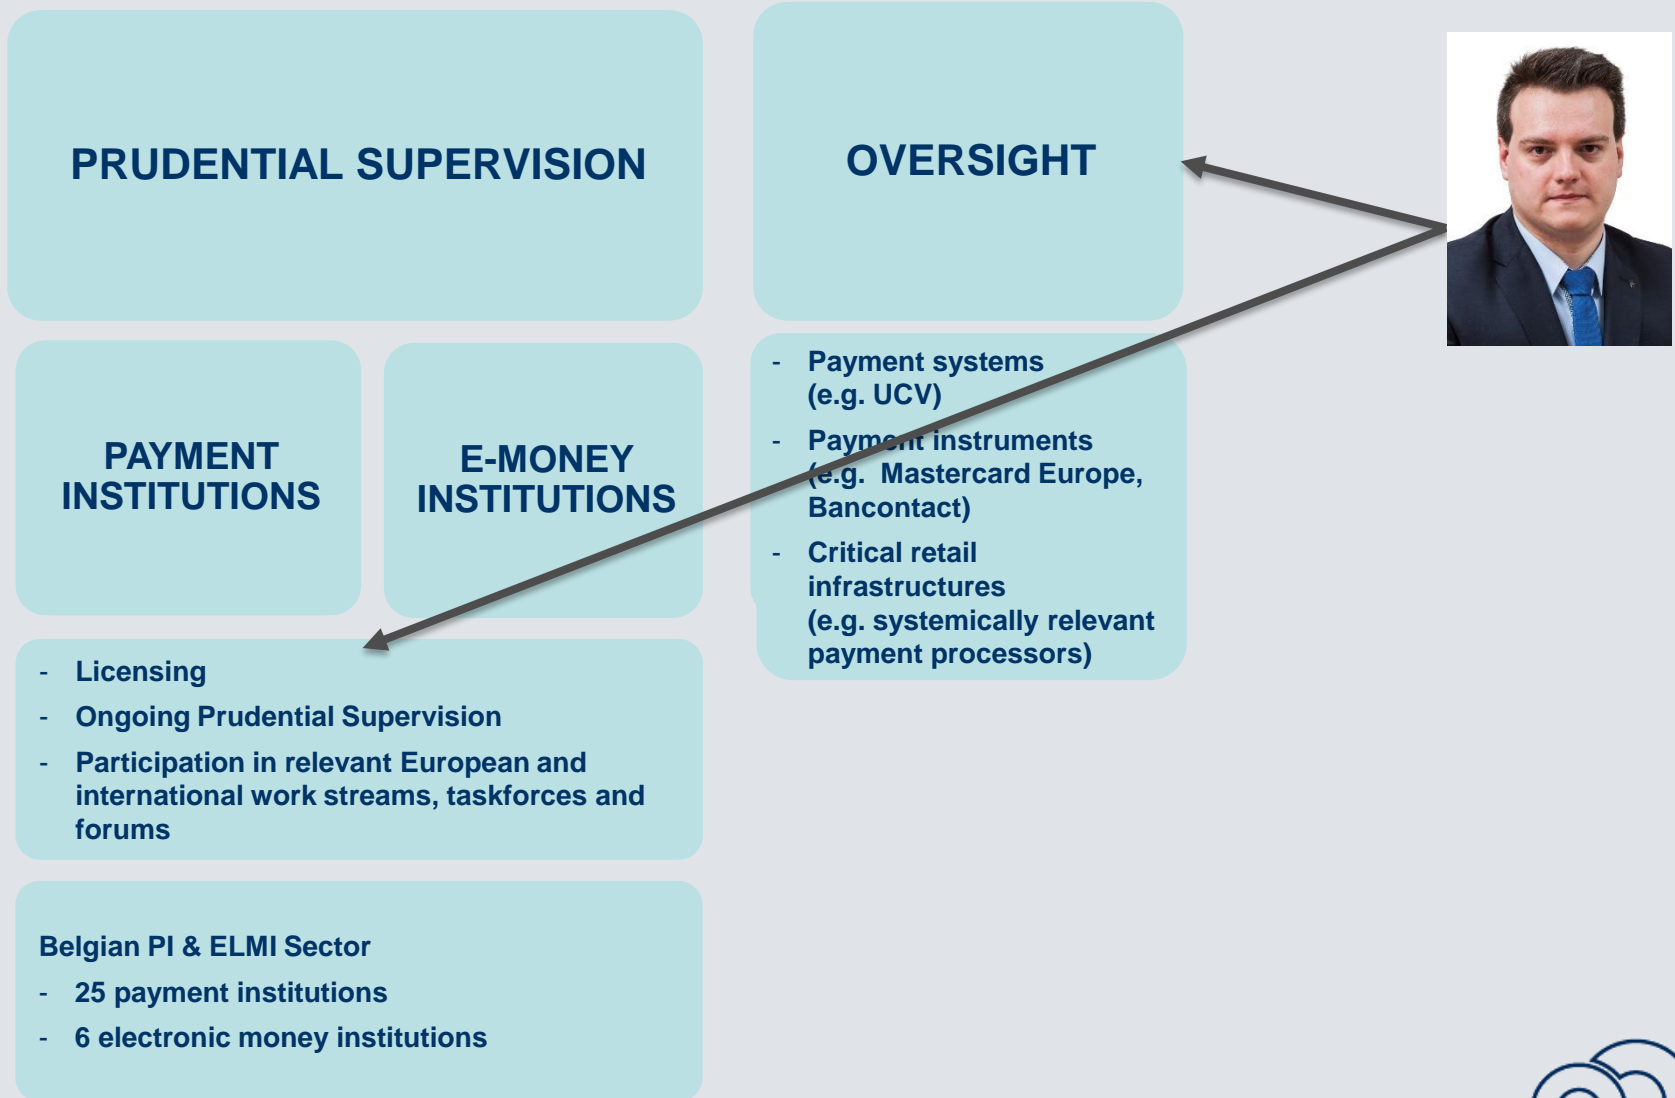 PRUDENTIAL SUPERVISION
OVERSIGHT
PAYMENT
INSTITUTIONS
E-MONEY
INSTITUTIONS
- Payment systems
(e.g. UCV)
- Payment instruments
(e.g. Mastercard Europe,
Bancontact)
- Critical retail
infrastructures
(e.g. systemically relevant
payment processors)
- Licensing
- Ongoing Prudential Supervision
- Participation in relevant European and
international work streams, taskforces and
forums
Belgian PI & ELMI Sector
- 25 payment institutions
- 6 electronic money institutions